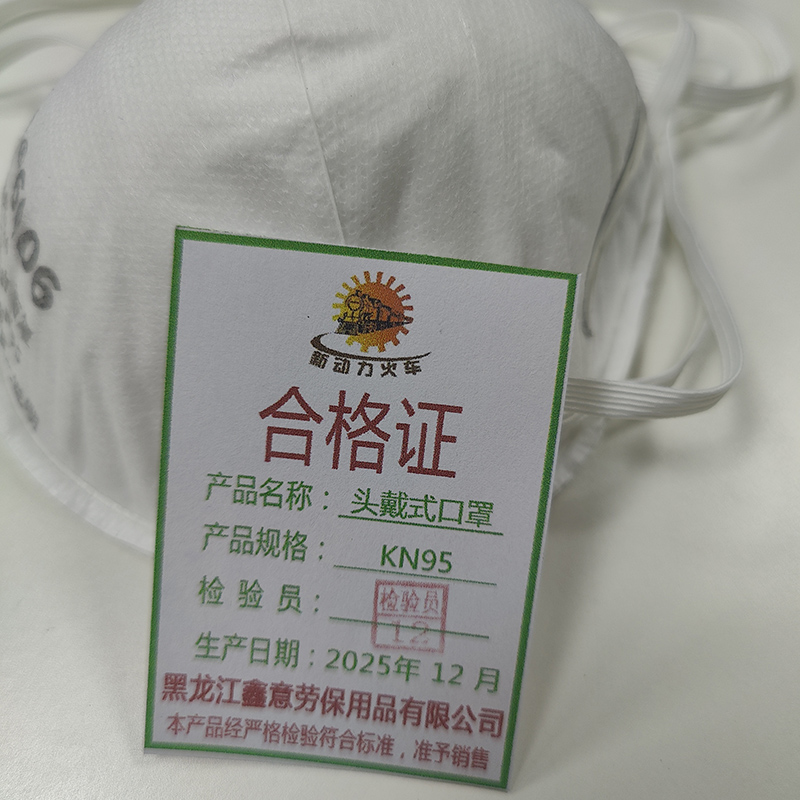 新动力火车
合格证
产品名称：头戴式口罩
产品规格：KN95
检 验 员：检验员 12
生产日期：2025年 12 月
黑龙江鑫意劳保用品有限公司
本产品经严格检验符合标准，准予销售